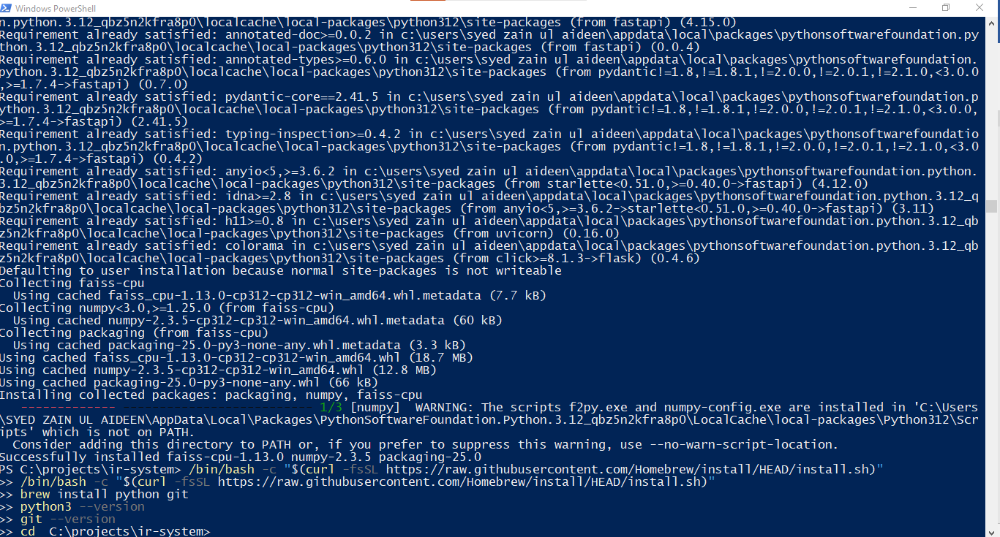 Windows PowerShell
n.python.3.12_qbz5n2kfra8p0\localcache\local-packages\python312\site-packages (from fastapi) (4.15.0)
Requirement already satisfied: annotated-doc>=0.0.2 in c:\users\syed zain ul aideen\appdata\local\packages\pythonsoftwarefoundation.py
thon.3.12_qbz5n2kfra8p0\localcache\local-packages\python312\site-packages (from fastapi) (0.0.4)
Requirement already satisfied: annotated-types>=0.6.0 in c:\users\syed zain ul aideen\appdata\local\packages\pythonsoftwarefoundation.
python.3.12_qbz5n2kfra8p0\localcache\local-packages\python312\site-packages (from pydantic!=1.8,!=1.8.1,!=2.0.0,!=2.0.1,!=2.1.0,<3.0.0
,>=1.7.4->fastapi) (0.7.0)
Requirement already satisfied: pydantic-core==2.41.5 in c:\users\syed zain ul aideen\appdata\local\packages\pythonsoftwarefoundation.p
ython.3.12_qbz5n2kfra8p0\localcache\local-packages\python312\site-packages (from pydantic!=1.8,!=1.8.1,!=2.0.0,!=2.0.1,!=2.1.0,<3.0.0,
>=1.7.4->fastapi) (2.41.5)
Requirement already satisfied: typing-inspection>=0.4.2 in c:\users\syed zain ul aideen\appdata\local\packages\pythonsoftwarefoundatio
n.python.3.12_qbz5n2kfra8p0\localcache\local-packages\python312\site-packages (from pydantic!=1.8,!=1.8.1,!=2.0.0,!=2.0.1,!=2.1.0,<3.0
.0,>=1.7.4->fastapi) (0.4.2)
Requirement already satisfied: anyio<5,>=3.6.2 in c:\users\syed zain ul aideen\appdata\local\packages\pythonsoftwarefoundation.python.
3.12_qbz5n2kfra8p0\localcache\local-packages\python312\site-packages (from starlette<0.51.0,>=0.40.0->fastapi) (4.12.0)
Requirement already satisfied: idna>=2.8 in c:\users\syed zain ul aideen\appdata\local\packages\pythonsoftwarefoundation.python.3.12_q
bz5n2kfra8p0\localcache\local-packages\python312\site-packages (from anyio<5,>=3.6.2->starlette<0.51.0,>=0.40.0->fastapi) (3.11)
Requirement already satisfied: h11>=0.8 in c:\users\syed zain ul aideen\appdata\local\packages\pythonsoftwarefoundation.python.3.12_qb
z5n2kfra8p0\localcache\local-packages\python312\site-packages (from uvicorn) (0.16.0)
Requirement already satisfied: colorama in c:\users\syed zain ul aideen\appdata\local\packages\pythonsoftwarefoundation.python.3.12_qb
z5n2kfra8p0\localcache\local-packages\python312\site-packages (from click>=8.1.3->flask) (0.4.6)
Defaulting to user installation because normal site-packages is not writeable
Collecting faiss-cpu
  Using cached faiss_cpu-1.13.0-cp312-cp312-win_amd64.whl.metadata (7.7 kB)
Collecting numpy<3.0,>=1.25.0 (from faiss-cpu)
  Using cached numpy-2.3.5-cp312-cp312-win_amd64.whl.metadata (60 kB)
Collecting packaging (from faiss-cpu)
  Using cached packaging-25.0-py3-none-any.whl.metadata (3.3 kB)
Using cached faiss_cpu-1.13.0-cp312-cp312-win_amd64.whl (18.7 MB)
Using cached numpy-2.3.5-cp312-cp312-win_amd64.whl (12.8 MB)
Using cached packaging-25.0-py3-none-any.whl (66 kB)
Installing collected packages: packaging, numpy, faiss-cpu
   ------------- -------------------------- 1/3 [numpy]  WARNING: The scripts f2py.exe and numpy-config.exe are installed in 'C:\Users
\SYED ZAIN UL AIDEEN\AppData\Local\Packages\PythonSoftwareFoundation.Python.3.12_qbz5n2kfra8p0\LocalCache\local-packages\Python312\Scr
ipts' which is not on PATH.
  Consider adding this directory to PATH or, if you prefer to suppress this warning, use --no-warn-script-location.
Successfully installed faiss-cpu-1.13.0 numpy-2.3.5 packaging-25.0
PS C:\projects\ir-system> /bin/bash -c "$(curl -fsSL https://raw.githubusercontent.com/Homebrew/install/HEAD/install.sh)"
>> /bin/bash -c "$(curl -fsSL https://raw.githubusercontent.com/Homebrew/install/HEAD/install.sh)"
>> brew install python git
>> python3 --version
>> git --version
>> cd  C:\projects\ir-system>